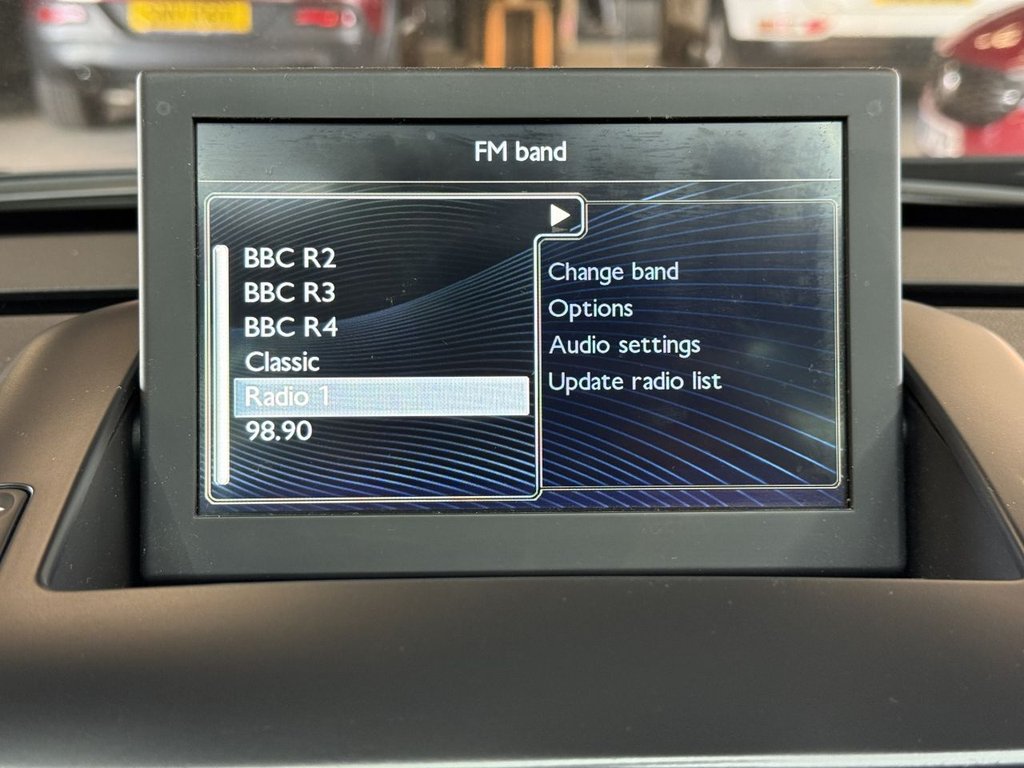 FM band
BBC R2
BBC R3
BBC R4
Classic
Radio 1
98.90
Change band
Options
Audio settings
Update radio list